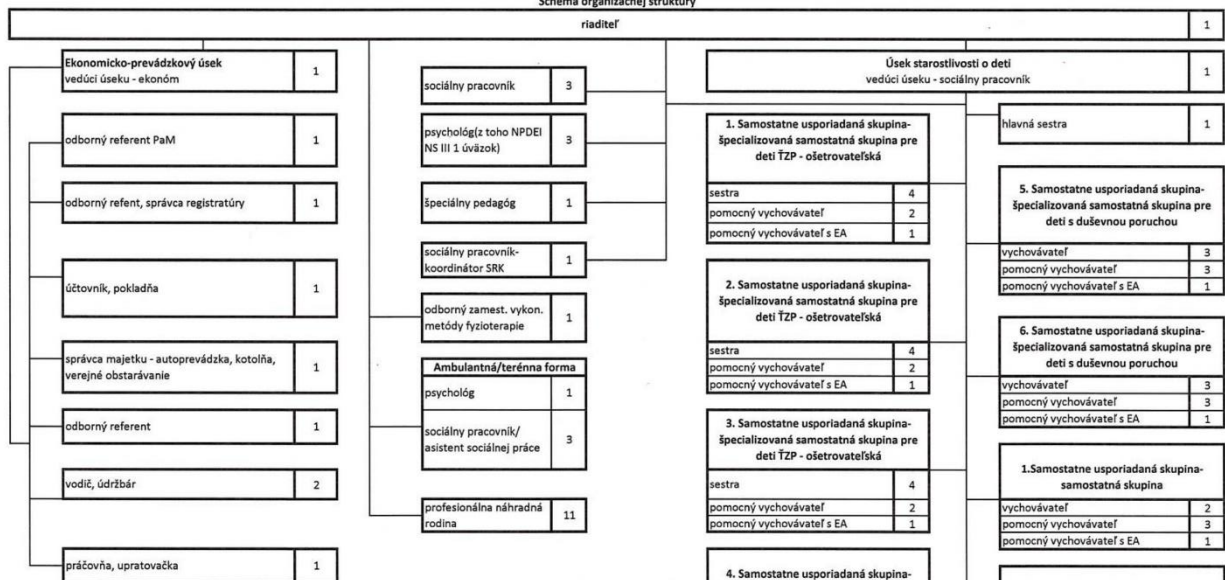 Schéma organizačnej štruktúry
riaditeľ 1
Ekonomicko-prevádzkový úsek
vedúci úseku - ekonóm 1
odborný referent PaM 1
odborný refent, správca registratúry 1
účtovník, pokladňa 1
správca majetku - autoprevádzka, kotolňa,
verejné obstarávanie 1
odborný referent 1
vodič, údržbár 2
práčovňa, upratovačka 1
sociálny pracovník 3
psychológ(z toho NPDEI
NS III 1 úväzok) 3
špeciálny pedagóg 1
sociálny pracovník-
koordinátor SRK 1
odborný zamest. vykon.
metódy fyzioterapie 1
Ambulantná/terénna forma
psychológ 1
sociálny pracovník/
asistent sociálnej práce 3
profesionálna náhradná
rodina 11
Úsek starostlivosti o deti
vedúci úseku - sociálny pracovník 1
1. Samostatne usporiadaná skupina-
špecializovaná samostatná skupina pre
deti ŤZP - ošetrovateľská
sestra 4
pomocný vychovávateľ 2
pomocný vychovávateľ s EA 1
2. Samostatne usporiadaná skupina-
špecializovaná samostatná skupina pre
deti ŤZP - ošetrovateľská
sestra 4
pomocný vychovávateľ 2
pomocný vychovávateľ s EA 1
3. Samostatne usporiadaná skupina-
špecializovaná samostatná skupina pre
deti ŤZP - ošetrovateľská
sestra 4
pomocný vychovávateľ 2
pomocný vychovávateľ s EA 1
4. Samostatne usporiadaná skupina-
hlavná sestra 1
5. Samostatne usporiadaná skupina-
špecializovaná samostatná skupina pre
deti s duševnou poruchou
vychovávateľ 3
pomocný vychovávateľ 3
pomocný vychovávateľ s EA 1
6. Samostatne usporiadaná skupina-
špecializovaná samostatná skupina pre
deti s duševnou poruchou
vychovávateľ 3
pomocný vychovávateľ 3
pomocný vychovávateľ s EA 1
1.Samostatne usporiadaná skupina-
samostatná skupina
vychovávateľ 2
pomocný vychovávateľ 3
pomocný vychovávateľ s EA 1